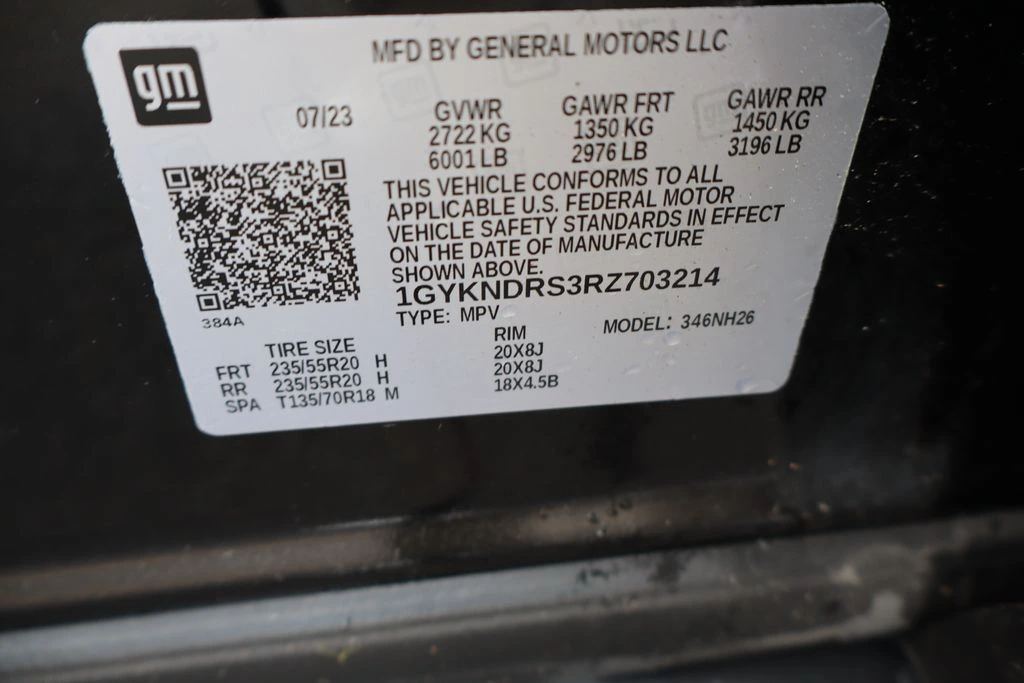 gm
MFD BY GENERAL MOTORS LLC
07/23 GVWR GAWR FRT GAWR RR
2722 KG 1350 KG 1450 KG
6001 LB 2976 LB 3196 LB
THIS VEHICLE CONFORMS TO ALL
APPLICABLE U.S. FEDERAL MOTOR
VEHICLE SAFETY STANDARDS IN EFFECT
ON THE DATE OF MANUFACTURE
SHOWN ABOVE.
1GYKNDRS3RZ703214
384A
TYPE: MPV MODEL: 346NH26
TIRE SIZE RIM
FRT 235/55R20 H 20X8J
RR 235/55R20 H 20X8J
SPA T135/70R18 M 18X4.5B